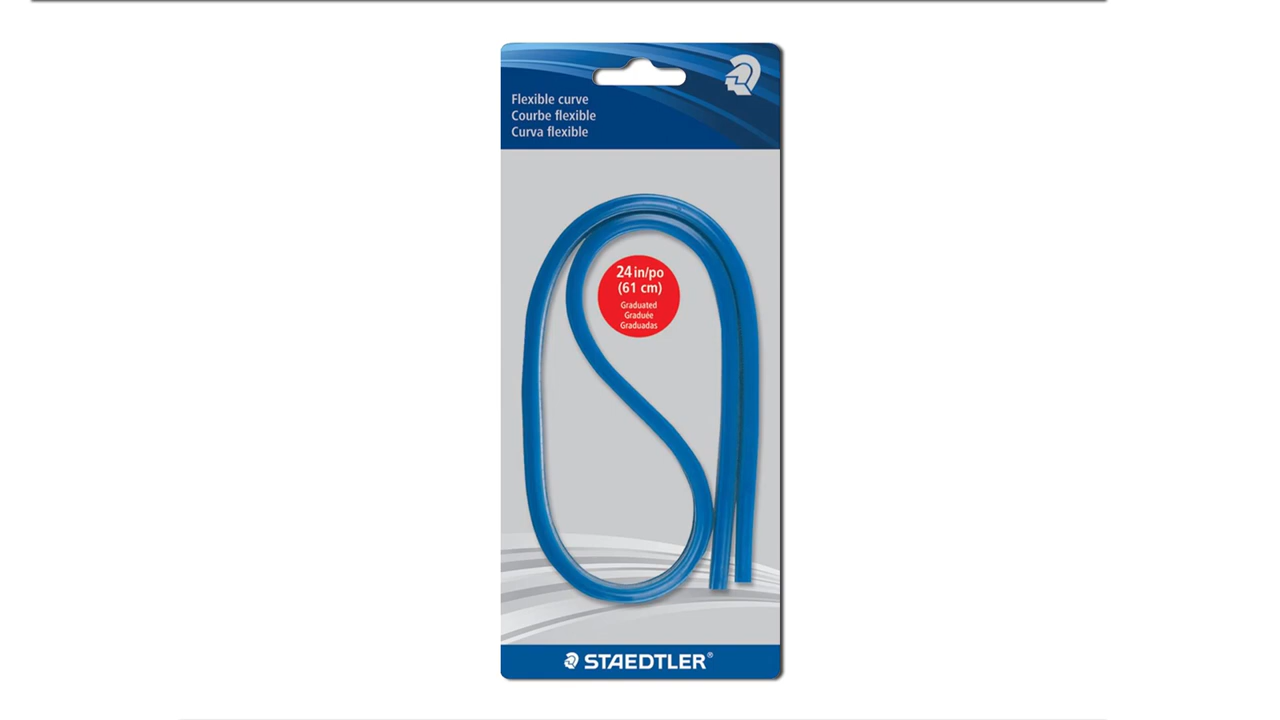 Flexible curve
Courbe flexible
Curva flexible
24 in/po
(61 cm)
Graduated
Graduée
Graduadas
STAEDTLER®